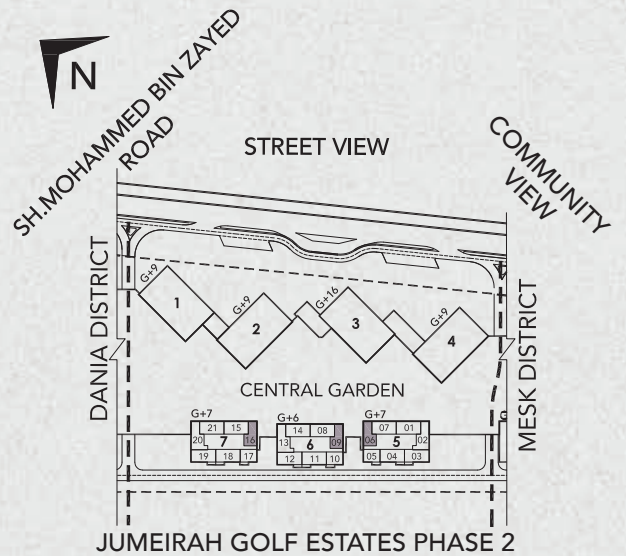 N
SH.MOHAMMED BIN ZAYED
ROAD
STREET VIEW
COMMUNITY
VIEW
DANIA DISTRICT
MESK DISTRICT
G+9
1
G+9
2
G+16
3
G+9
4
CENTRAL GARDEN
G+7
G+6
G+7
21 15
14 08
07 01
20 7 16
13 6 09
06 5 02
19 18 17
12 11 10
05 04 03
G
JUMEIRAH GOLF ESTATES PHASE 2